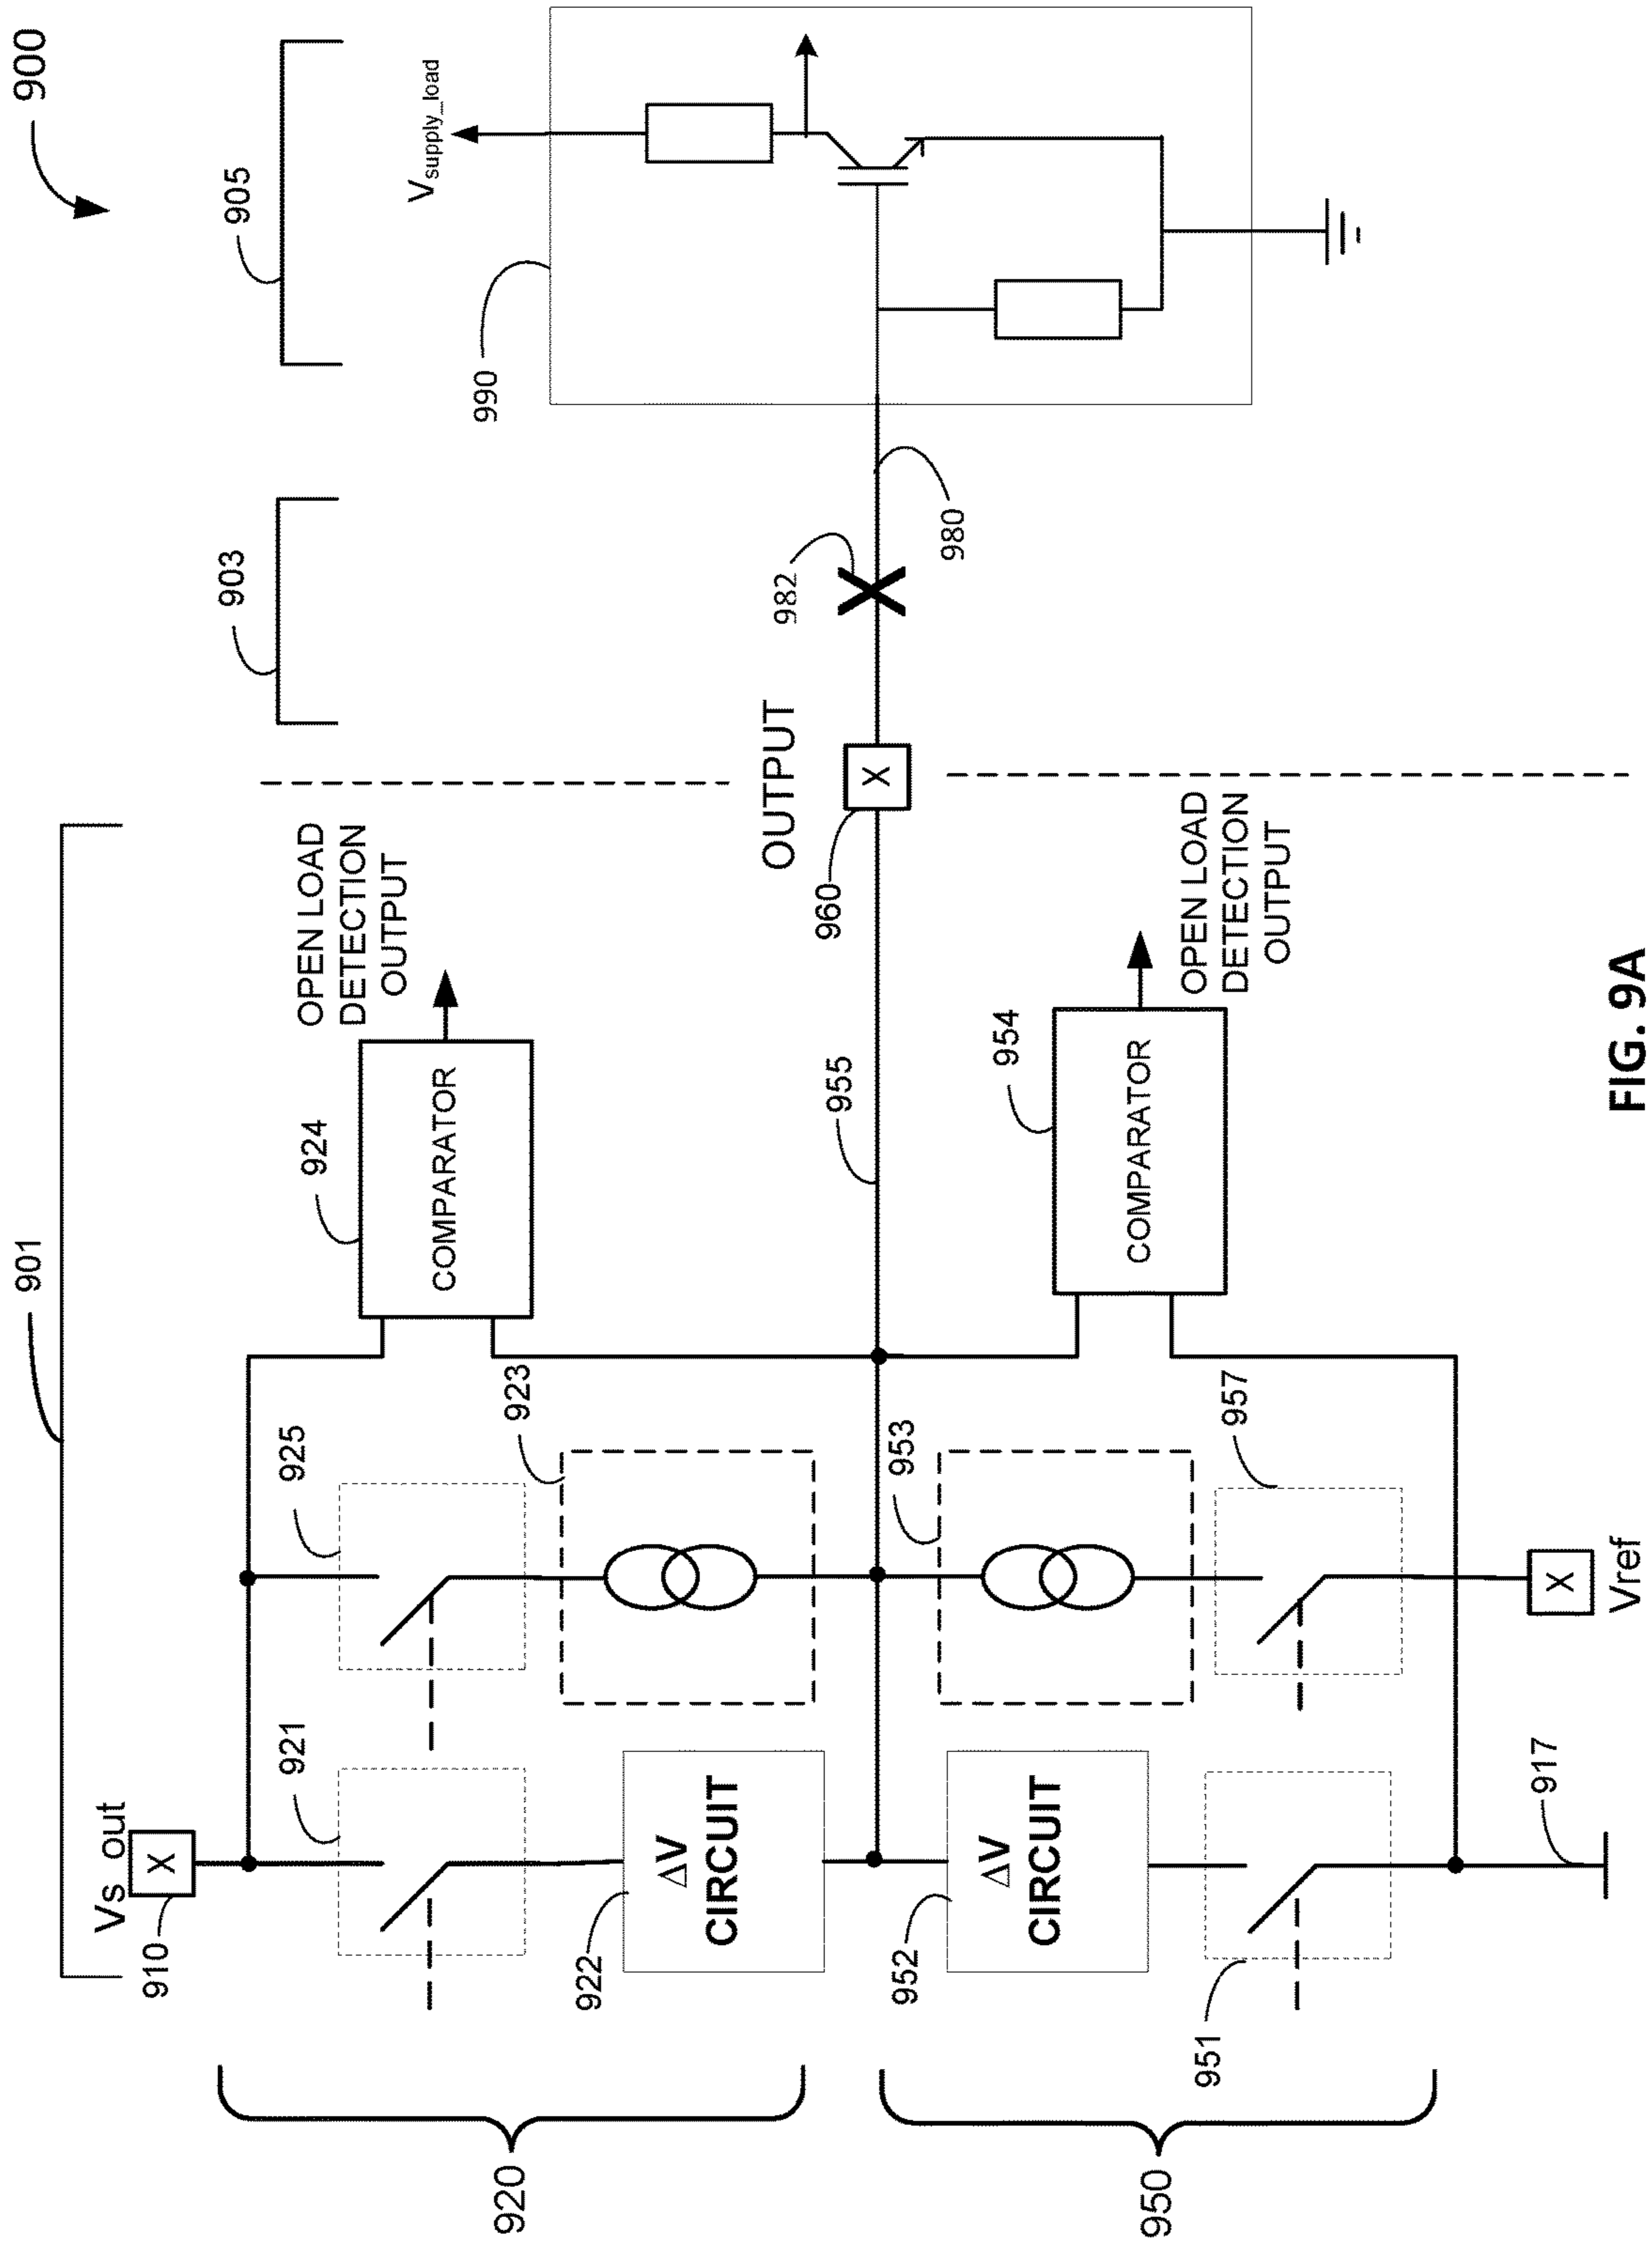 900
901
903
905
Vs_out
X
910
921
925
924
OPEN LOAD
DETECTION
OUTPUT
COMPARATOR
923
922
ΔV
CIRCUIT
920
955
OUTPUT
X
960
982
980
990
Vsupply_load
953
952
ΔV
CIRCUIT
950
951
957
954
COMPARATOR
OPEN LOAD
DETECTION
OUTPUT
917
X
Vref
FIG. 9A